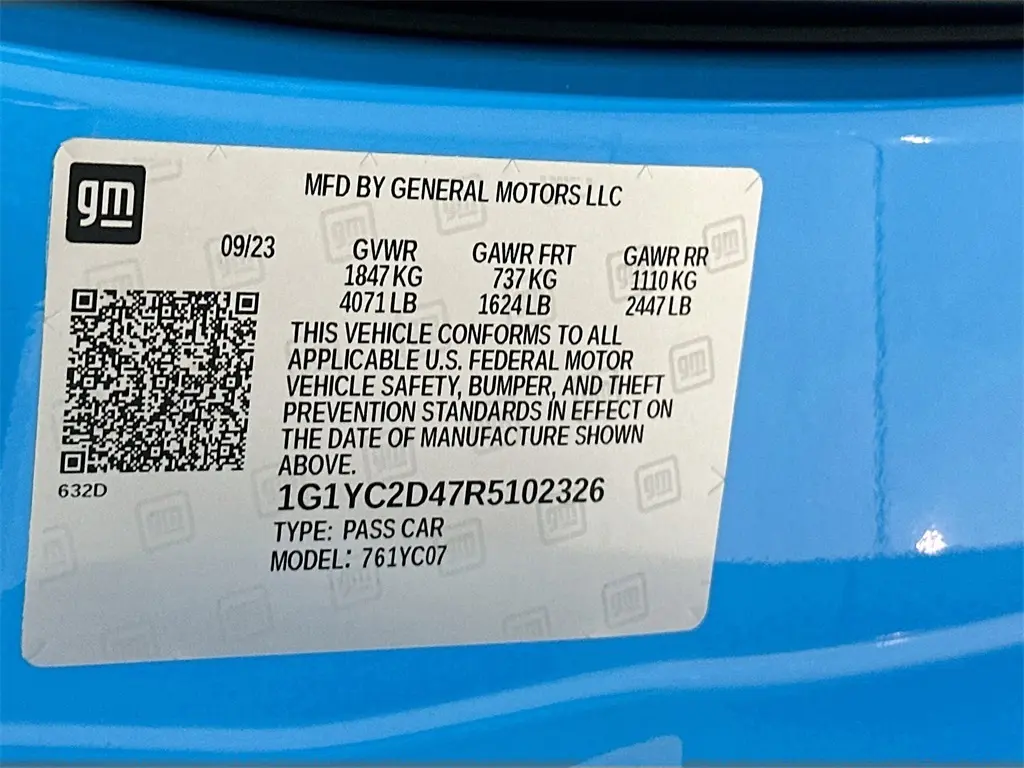 gm
MFD BY GENERAL MOTORS LLC
09/23 GVWR GAWR FRT GAWR RR
1847 KG 737 KG 1110 KG
4071 LB 1624 LB 2447 LB
THIS VEHICLE CONFORMS TO ALL
APPLICABLE U.S. FEDERAL MOTOR
VEHICLE SAFETY, BUMPER, AND THEFT
PREVENTION STANDARDS IN EFFECT ON
THE DATE OF MANUFACTURE SHOWN
ABOVE.
632D
1G1YC2D47R5102326
TYPE: PASS CAR
MODEL: 761YC07